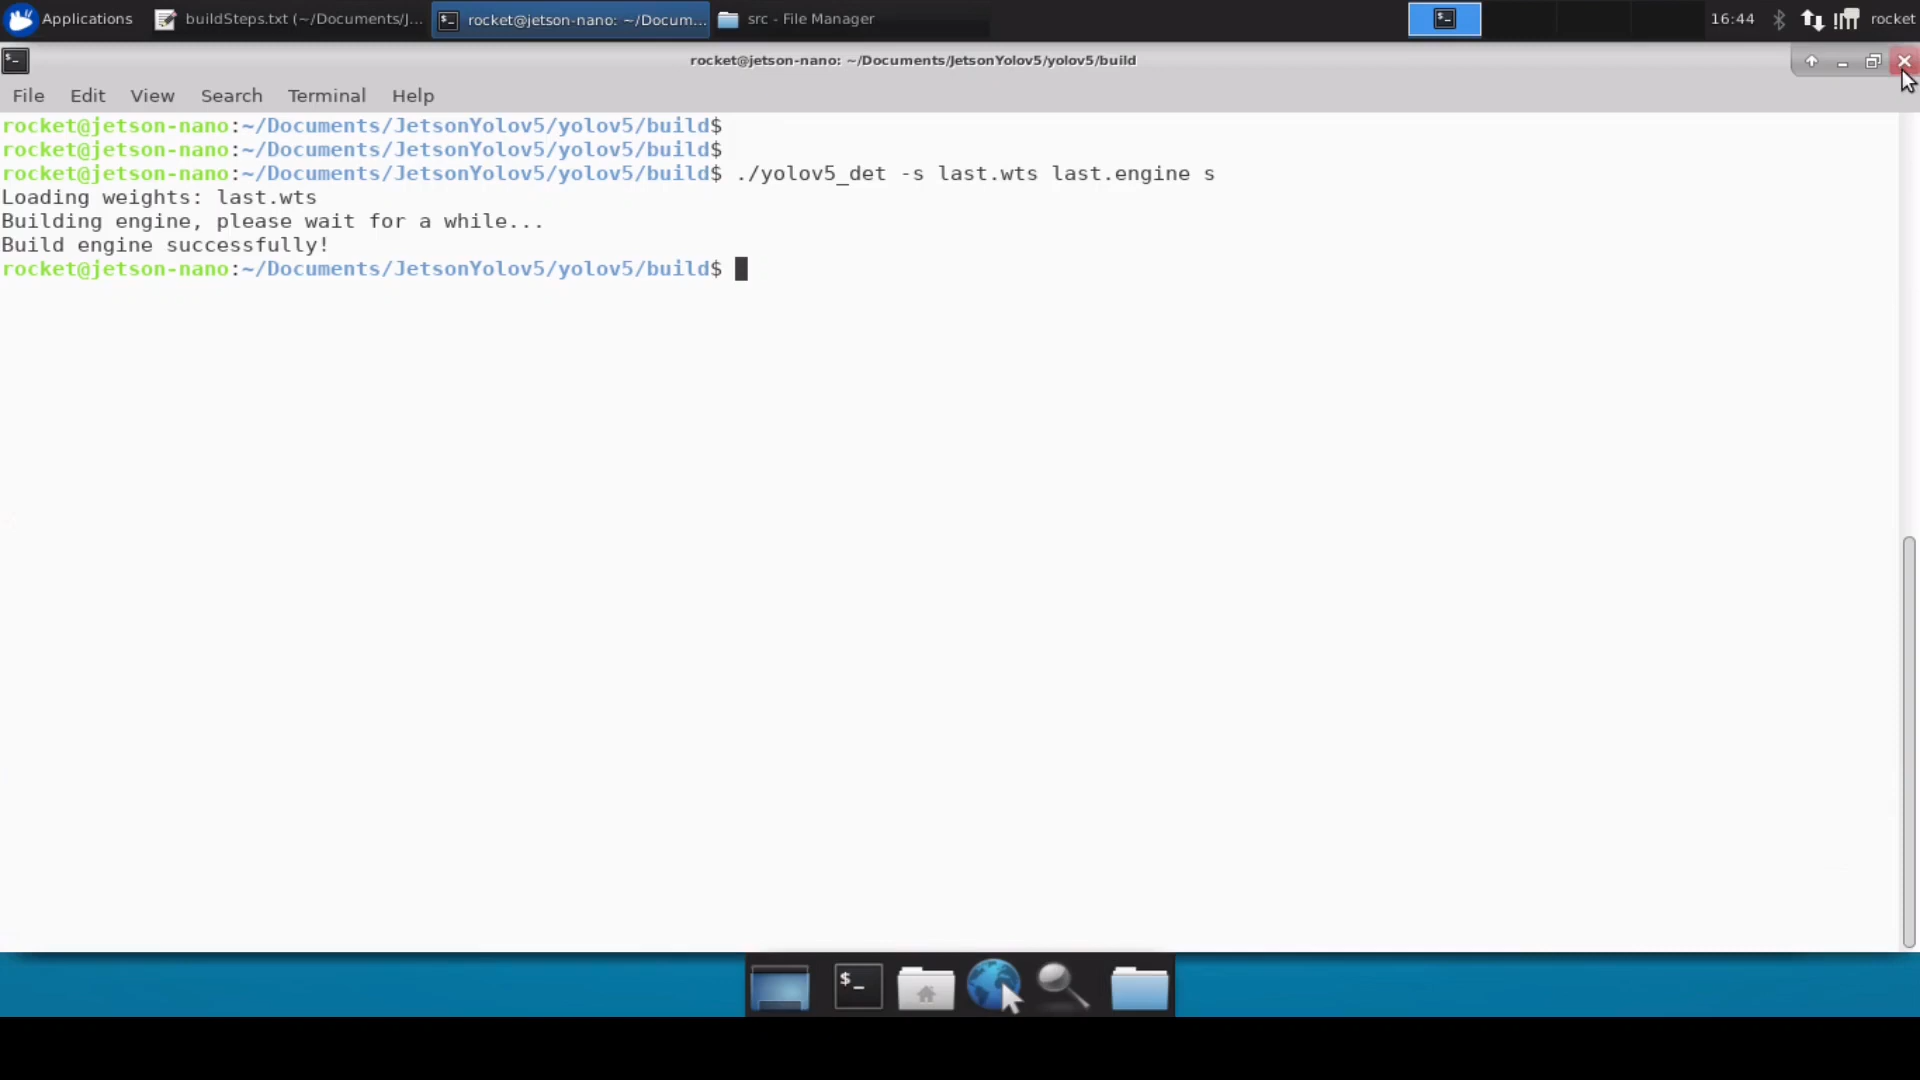 Applications
buildSteps.txt (~/Documents/J...
rocket@jetson-nano: ~/Docum...
src - File Manager
16:44
rocket
rocket@jetson-nano: ~/Documents/JetsonYolov5/yolov5/build
File Edit View Search Terminal Help
rocket@jetson-nano:~/Documents/JetsonYolov5/yolov5/build$
rocket@jetson-nano:~/Documents/JetsonYolov5/yolov5/build$
rocket@jetson-nano:~/Documents/JetsonYolov5/yolov5/build$ ./yolov5_det -s last.wts last.engine s
Loading weights: last.wts
Building engine, please wait for a while...
Build engine successfully!
rocket@jetson-nano:~/Documents/JetsonYolov5/yolov5/build$